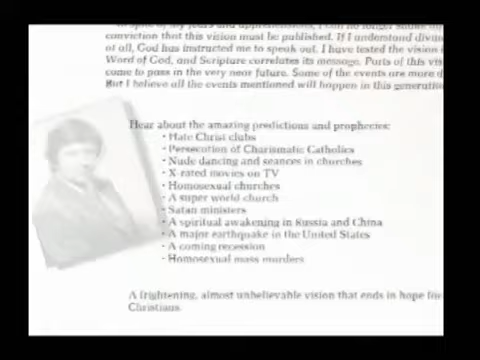 conviction that this vision must be published. If I understand divine
at all, God has instructed me to speak out. I have tested the vision
Word of God, and Scripture correlates its message. Parts of this
come to pass in the very near future. Some of the events are more
But I believe all the events mentioned will happen in this generation
Hear about the amazing predictions and prophecies:
· Hate Christ clubs
· Persecution of Charismatic Catholics
· Nude dancing and seances in churches
· X-rated movies on TV
· Homosexual churches
· A super world church
· Satan ministers
· A spiritual awakening in Russia and China
· A major earthquake in the United States
· A coming recession
· Homosexual mass murders
A frightening, almost unbelievable vision that ends in hope for
Christians.